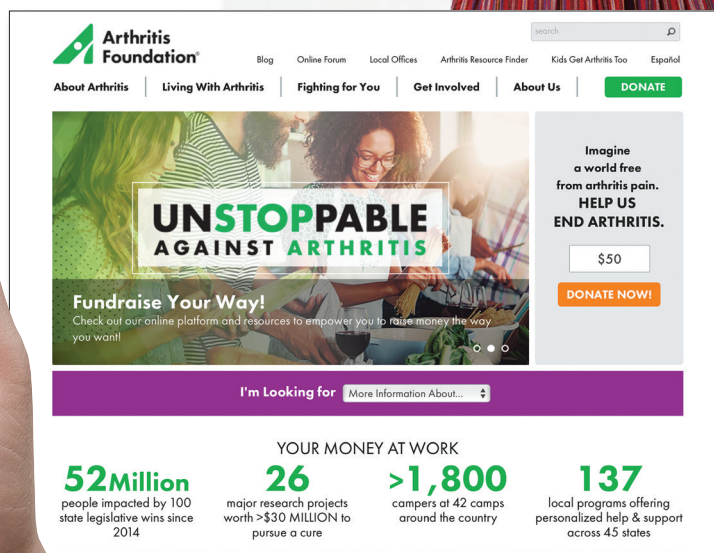 search
Arthritis
Foundation®
Blog Online Forum Local Offices Arthritis Resource Finder Kids Get Arthritis Too Español
About Arthritis Living With Arthritis Fighting for You Get Involved About Us DONATE
UNSTOPPABLE
AGAINST ARTHRITIS
Fundraise Your Way!
Check out our online platform and resources to empower you to raise money the way
you want!
Imagine
a world free
from arthritis pain.
HELP US
END ARTHRITIS.
$50
DONATE NOW!
I'm Looking for More Information About...
YOUR MONEY AT WORK
52Million
people impacted by 100
state legislative wins since
2014
26
major research projects
worth >$30 MILLION to
pursue a cure
>1,800
campers at 42 camps
around the country
137
local programs offering
personalized help & support
across 45 states